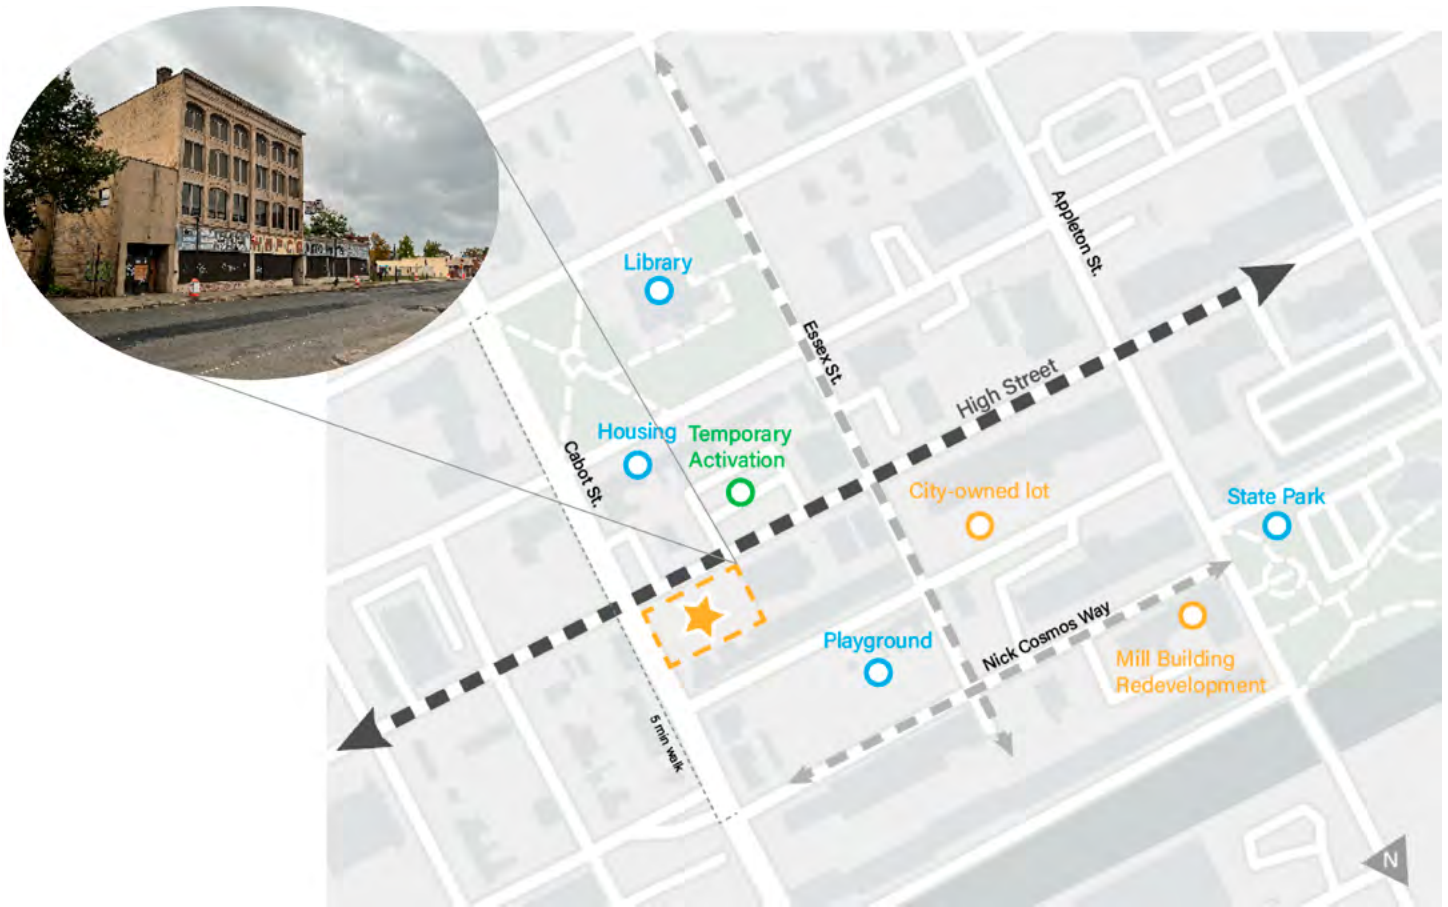 Library
Appleton St.
Essex St.
High Street
Housing
Temporary
Activation
Cabot St.
City-owned lot
State Park
Playground
Nick Cosmos Way
Mill Building
Redevelopment
5 min walk
N